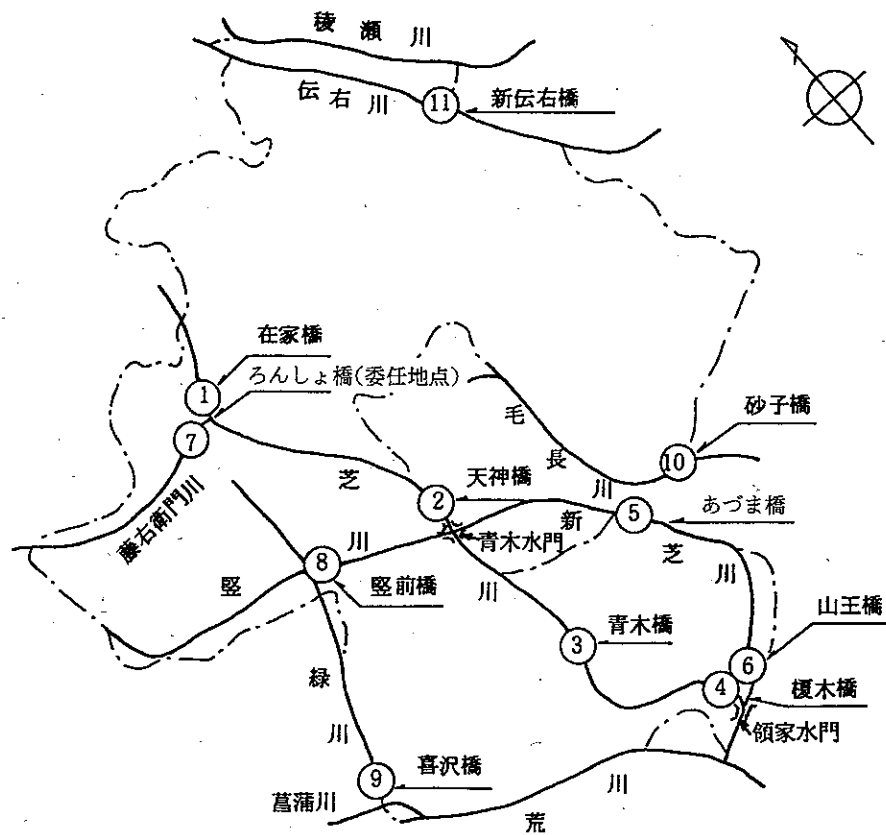 綾瀬川
伝右川
⑪
新伝右橋
在家橋
①
ろんしょ橋(委任地点)
⑦
毛長川
砂子橋
⑩
芝川
②
天神橋
⑤
あづま橋
新芝川
藤右衛門川
青木水門
竪川
⑧
竪前橋
③
青木橋
山王橋
⑥
④
榎木橋
領家水門
緑川
⑨
喜沢橋
菖蒲川
荒川